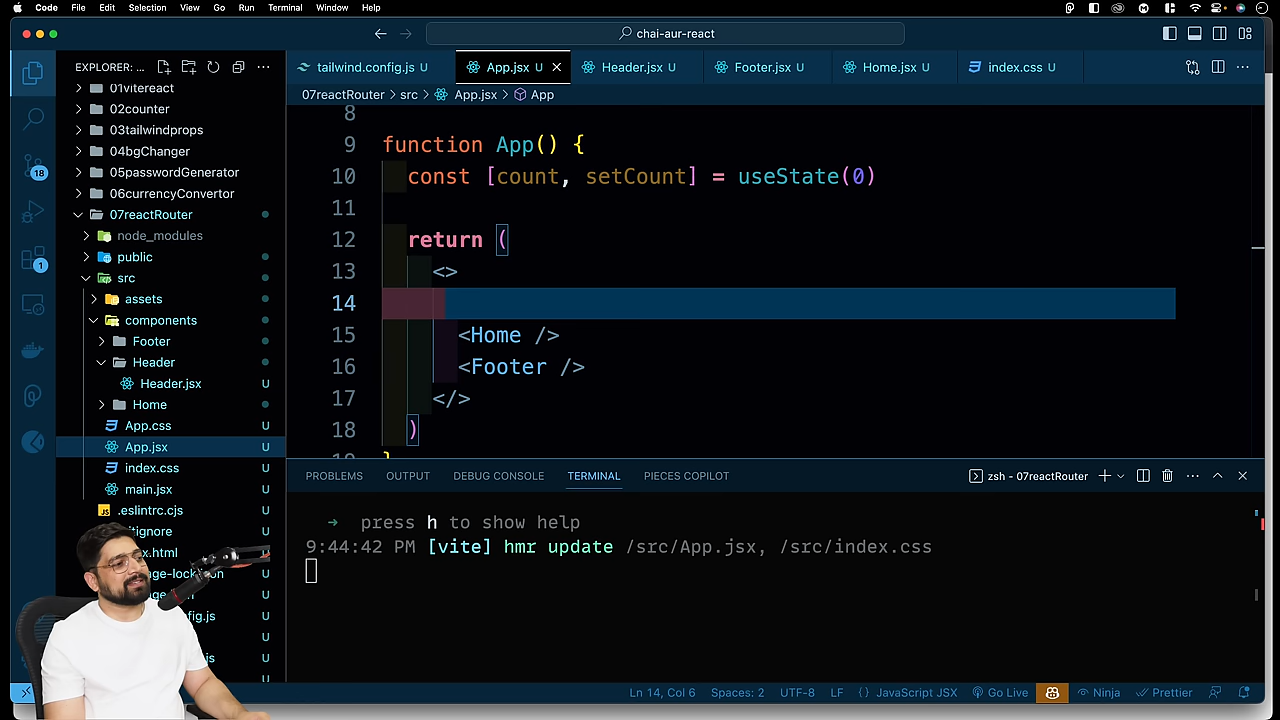 Code File Edit Selection View Go Run Terminal Window Help
chai-aur-react
EXPLORER: ...
tailwind.config.js U
App.jsx U
Header.jsx U
Footer.jsx U
Home.jsx U
index.css U
07reactRouter > src > App.jsx > App
01vitereact
02counter
03tailwindprops
04bgChanger
05passwordGenerator
06currencyConvertor
07reactRouter
node_modules
public
src
assets
components
Footer
Header
Header.jsx U
Home
App.css U
App.jsx U
index.css U
main.jsx U
.eslintrc.cjs U
U
U
U
U
U
U
U
18
1
8
9 function App() {
10 const [count, setCount] = useState(0)
11
12 return (
13 <>
14
15 <Home />
16 <Footer />
17 </>
18 )
PROBLEMS OUTPUT DEBUG CONSOLE TERMINAL PIECES COPILOT
zsh - 07reactRouter
→ press h to show help
9:44:42 PM [vite] hmr update /src/App.jsx, /src/index.css
Ln 14, Col 6 Spaces: 2 UTF-8 LF {} JavaScript JSX Go Live Ninja Prettier